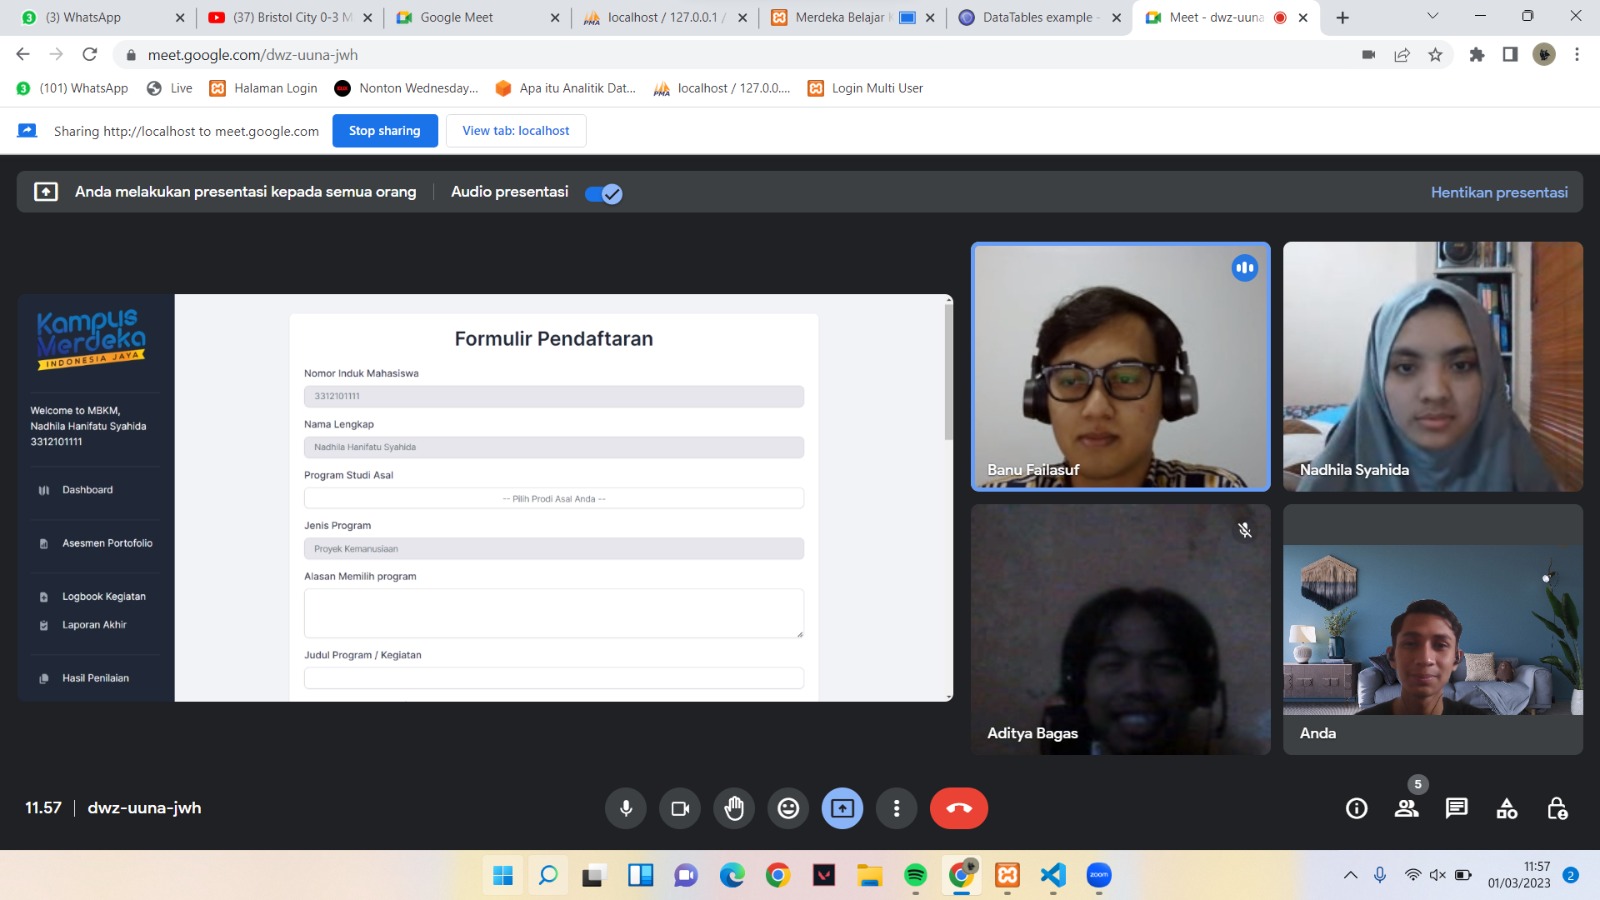 (3) WhatsApp
(37) Bristol City 0-3 M
Google Meet
localhost / 127.0.0.1 /
Merdeka Belajar
DataTables example -
Meet - dwz-uuna
meet.google.com/dwz-uuna-jwh
(101) WhatsApp
Live
Halaman Login
Nonton Wednesday...
Apa itu Analitik Dat...
localhost / 127.0.0....
Login Multi User
Sharing http://localhost to meet.google.com
Stop sharing
View tab: localhost
Anda melakukan presentasi kepada semua orang
Audio presentasi
Hentikan presentasi
Kampus
Merdeka
INDONESIA JAYA
Welcome to MBKM,
Nadhila Hanifatu Syahida
3312101111
Dashboard
Asesmen Portofolio
Logbook Kegiatan
Laporan Akhir
Hasil Penilaian
Formulir Pendaftaran
Nomor Induk Mahasiswa
3312101111
Nama Lengkap
Nadhila Hanifatu Syahida
Program Studi Asal
-- Pilih Prodi Asal Anda --
Jenis Program
Proyek Kemanusiaan
Alasan Memilih program
Judul Program / Kegiatan
Banu Failasuf
Nadhila Syahida
Aditya Bagas
Anda
11.57
dwz-uuna-jwh
5
zoom
11:57
01/03/2023
2